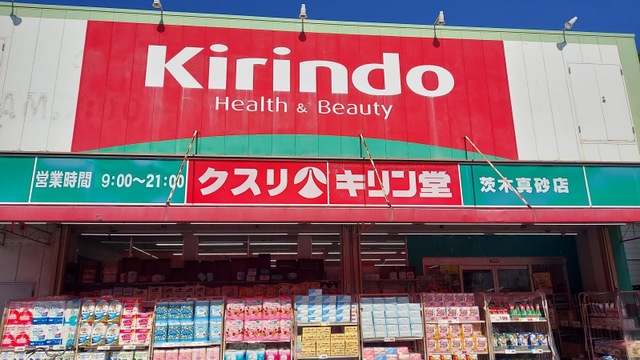 Kirindo
Health & Beauty
営業時間 9:00〜21:00
クスリ
キリン堂
茨木真砂店